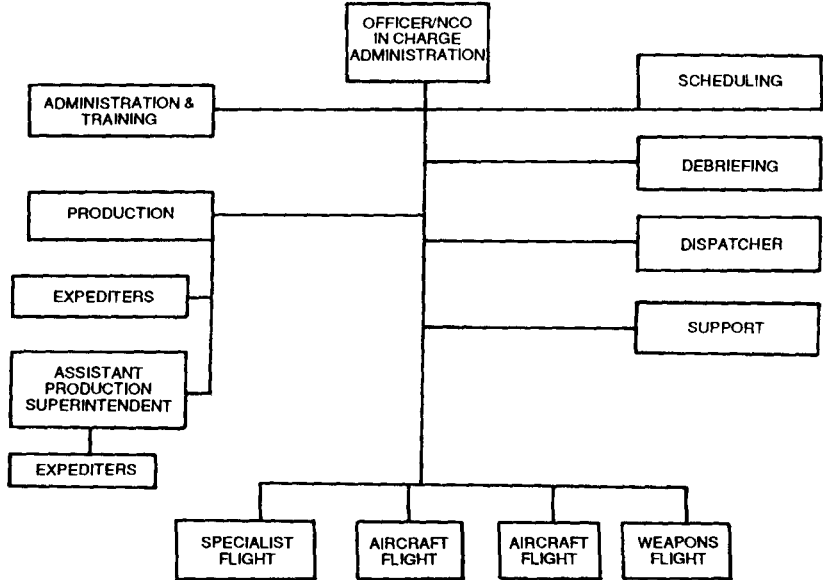 OFFICER/NCO
IN CHARGE
ADMINISTRATION
ADMINISTRATION &
TRAINING
SCHEDULING
DEBRIEFING
PRODUCTION
DISPATCHER
EXPEDITERS
SUPPORT
ASSISTANT
PRODUCTION
SUPERINTENDENT
EXPEDITERS
SPECIALIST
FLIGHT
AIRCRAFT
FLIGHT
AIRCRAFT
FLIGHT
WEAPONS
FLIGHT